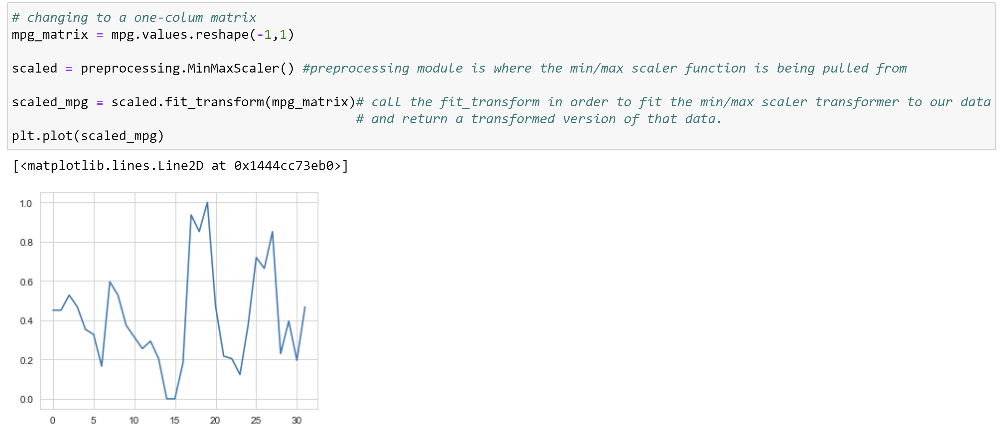 # changing to a one-colum matrix
mpg_matrix = mpg.values.reshape(-1,1)
scaled = preprocessing.MinMaxScaler() #preprocessing module is where the min/max scaler function is being pulled from
scaled_mpg = scaled.fit_transform(mpg_matrix)# call the fit_transform in order to fit the min/max scaler transformer to our data
# and return a transformed version of that data.
plt.plot(scaled_mpg)
[<matplotlib.lines.Line2D at 0x1444cc73eb0>]
1.0
0.8
0.6
0.4
0.2
0.0
0 5 10 15 20 25 30